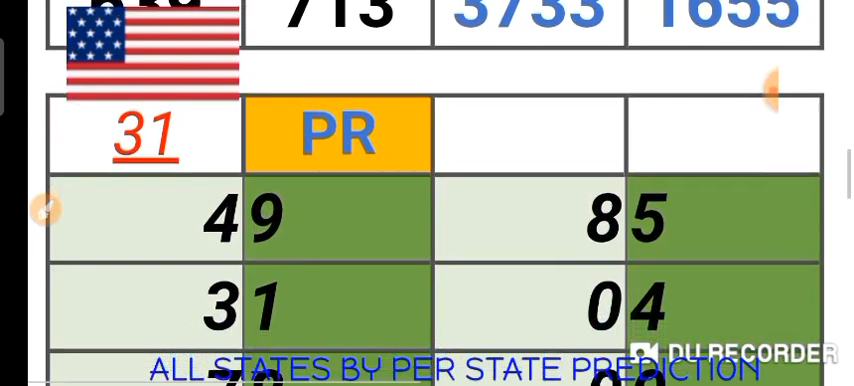 713 3733 1655
31 PR
49 85
31 04
DU RECORDER
ALL STATES BY PER STATE PREDICTION